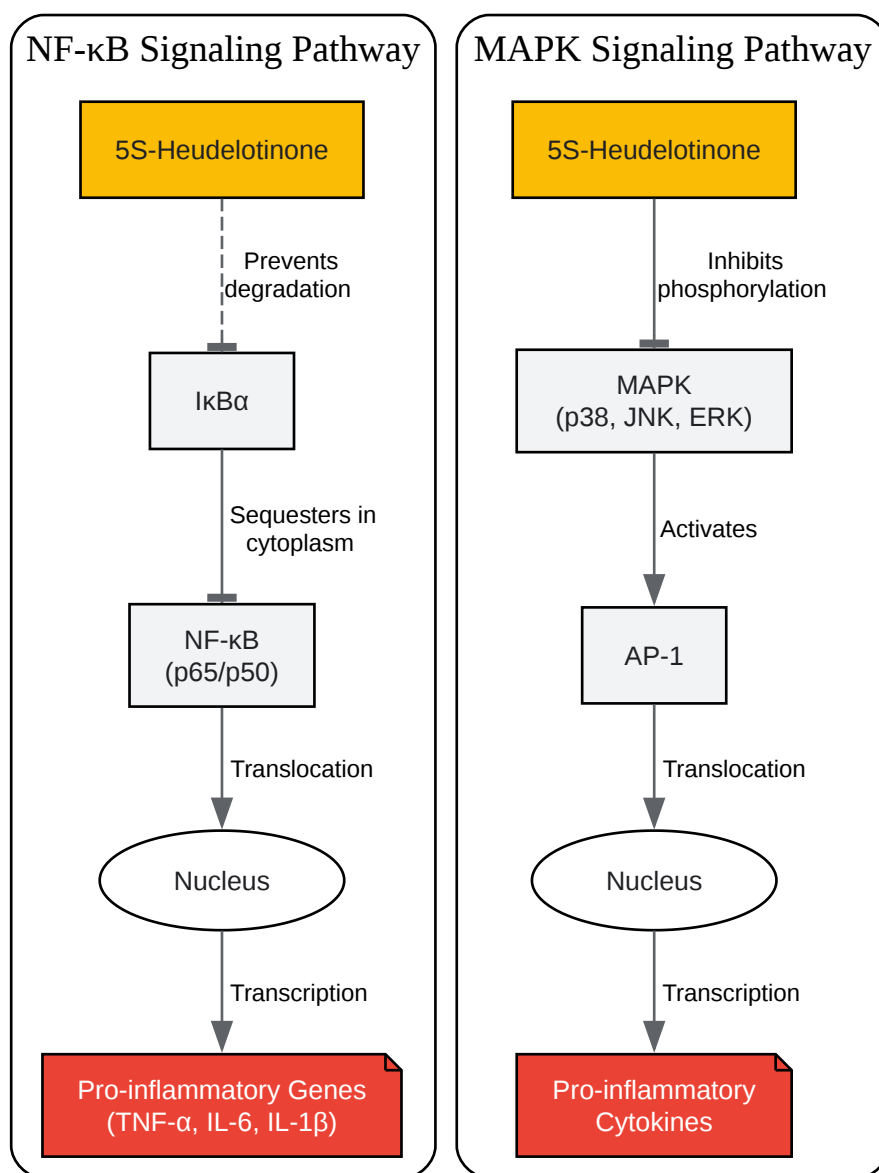 NF-κB Signaling Pathway
5S-Heudelotinone
Prevents
degradation
IκBα
Sequesters in
cytoplasm
NF-κB
(p65/p50)
Translocation
Nucleus
Transcription
Pro-inflammatory Genes
(TNF-α, IL-6, IL-1β)
MAPK Signaling Pathway
5S-Heudelotinone
Inhibits
phosphorylation
MAPK
(p38, JNK, ERK)
Activates
AP-1
Translocation
Nucleus
Transcription
Pro-inflammatory
Cytokines